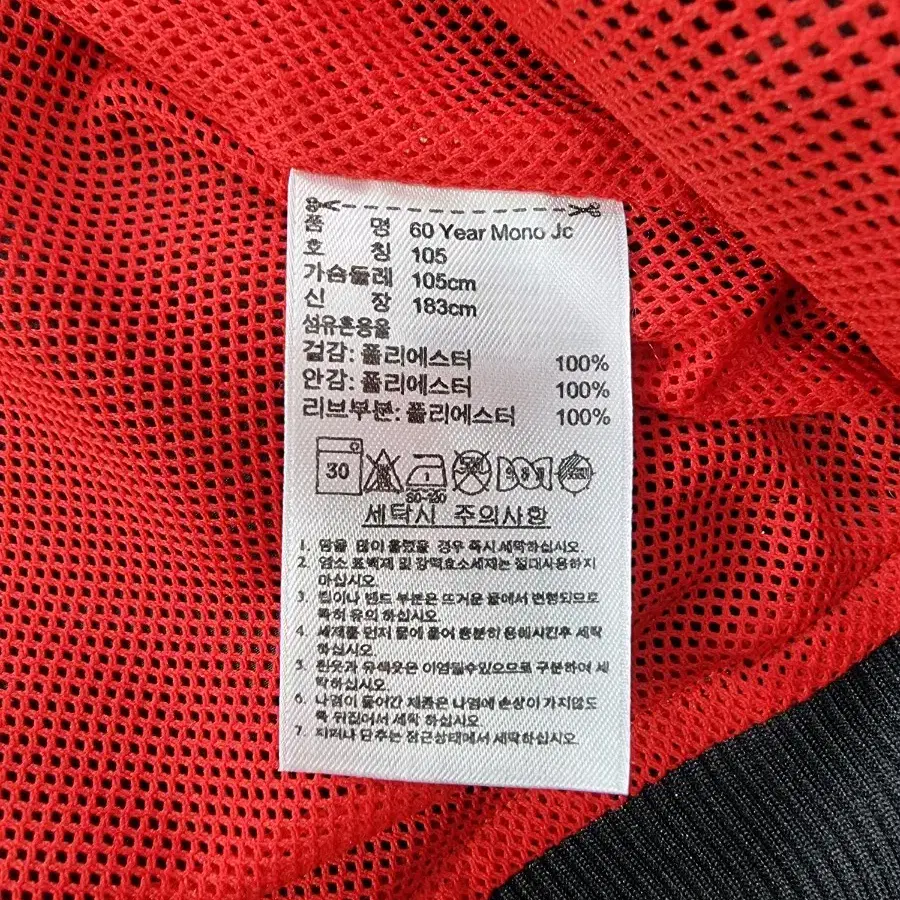 품 명 60 Year Mono Jc
호 칭 105
가슴둘레 105cm
신 장 183cm
섬유혼용율
겉감: 폴리에스터 100%
안감: 폴리에스터 100%
리브부분: 폴리에스터 100%
30
세탁시 주의사항
1. 땀을 많이 흘렸을 경우 즉시 세탁하십시오.
2. 염소 표백제 및 강력효소세제는 절대사용하지
마십시오.
3. 깃이나 밴드 부분은 뜨거운 물에서 변형되므로
특히 유의 하십시오.
4. 세제를 먼저 물에 풀어 충분히 용해시킨후 세탁
하십시오.
5. 흰옷과 유색옷은 이염될수있으므로 구분하여 세
탁하십시오.
6. 나염이 들어간 제품은 나염에 손상이 가지않도
록 뒤집어서 세탁 하십시오
7. 지퍼나 단추는 잠근상태에서 세탁하십시오.